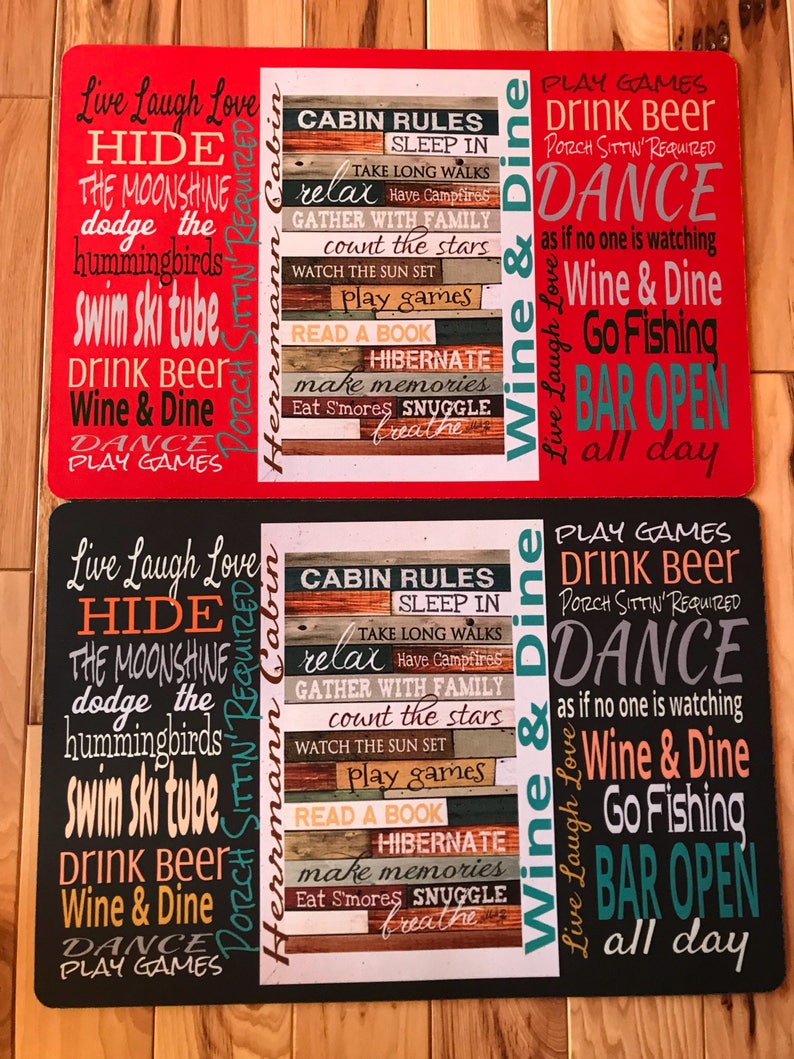 Live Laugh Love
HIDE
THE MOONSHINE
dodge the
hummingbirds
swim ski tube
DRINK BEER
Wine & Dine
DANCE
PLAY GAMES
PORCH SITTIN' REQUIRED
Herrmann Cabin
CABIN RULES
SLEEP IN
TAKE LONG WALKS
relax Have Campfires
GATHER WITH FAMILY
count the stars
WATCH THE SUN SET
play games
READ A BOOK
HIBERNATE
make memories
Eat S'mores SNUGGLE
breathe
Wine & Dine
PLAY GAMES
DRINK BEER
PORCH SITTIN' REQUIRED
DANCE
as if no one is watching
Live Laugh Love
Wine & Dine
Go Fishing
BAR OPEN
all day
Live Laugh Love
HIDE
THE MOONSHINE
dodge the
hummingbirds
swim ski tube
DRINK BEER
Wine & Dine
DANCE
PLAY GAMES
PORCH SITTIN' REQUIRED
Herrmann Cabin
CABIN RULES
SLEEP IN
TAKE LONG WALKS
relax Have Campfires
GATHER WITH FAMILY
count the stars
WATCH THE SUN SET
play games
READ A BOOK
HIBERNATE
make memories
Eat S'mores SNUGGLE
breathe
Wine & Dine
PLAY GAMES
DRINK BEER
PORCH SITTIN' REQUIRED
DANCE
as if no one is watching
Live Laugh Love
Wine & Dine
Go Fishing
BAR OPEN
all day